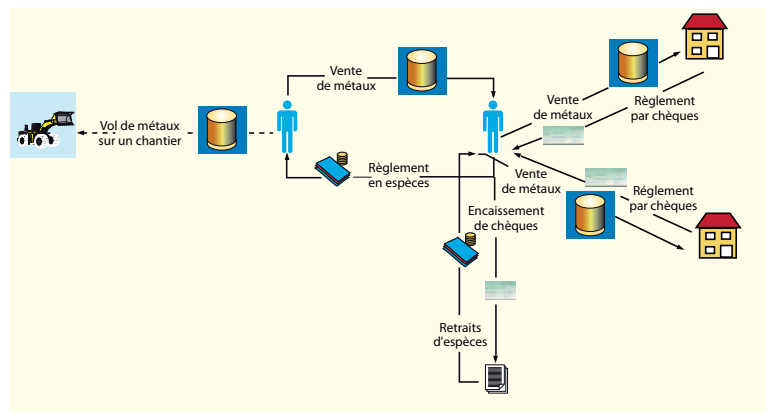 Vente
de métaux
Vol de métaux
sur un chantier
Règlement
en espèces
Vente
de métaux
Règlement
par chèques
Vente
de métaux
Réglement
par chèques
Encaissement
de chèques
Retraits
d'espèces